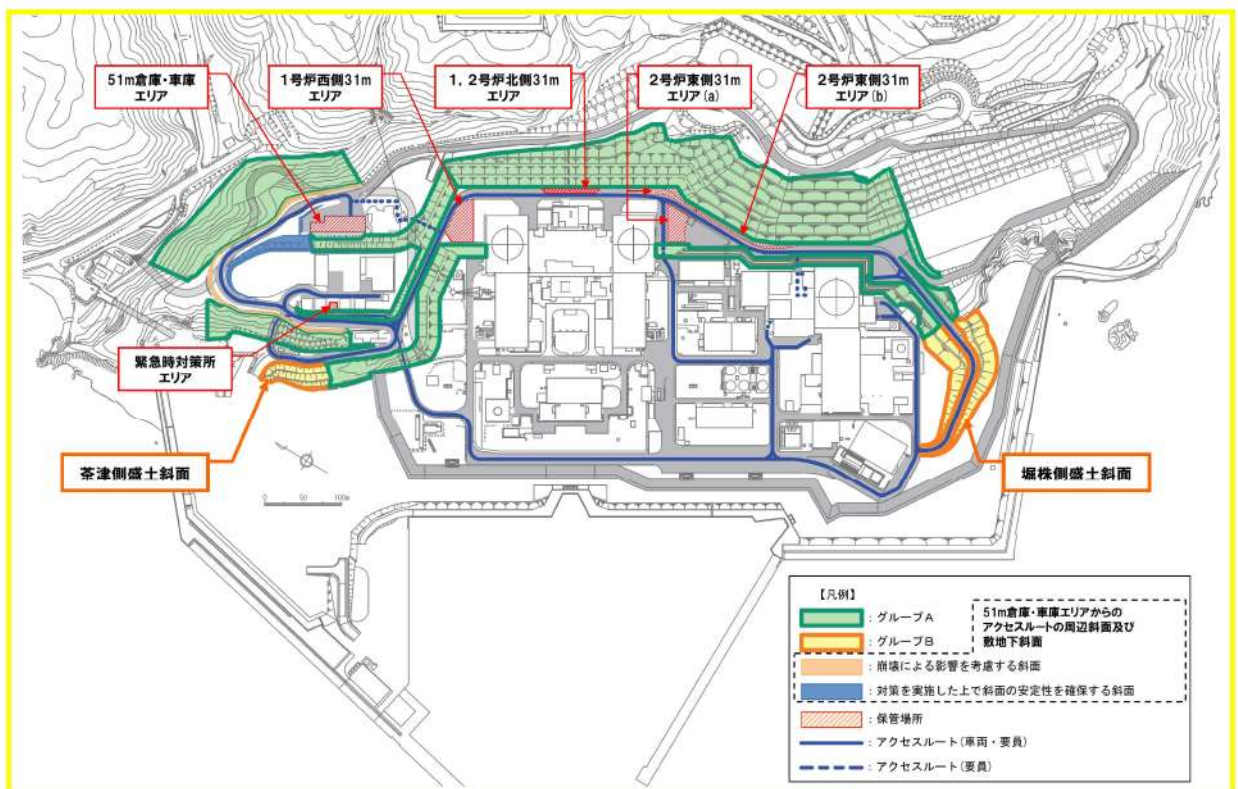 51m倉庫・車庫
エリア
1号炉西側31m
エリア
1，2号炉北側31m
エリア
2号炉東側31m
エリア(a)
2号炉東側31m
エリア(b)
緊急時対策所
エリア
茶津側盛土斜面
堀株側盛土斜面
0 50 100m
【凡例】
：グループA
：グループB
51m倉庫・車庫エリアからの
アクセスルートの周辺斜面及び
敷地下斜面
：崩壊による影響を考慮する斜面
：対策を実施した上で斜面の安定性を確保する斜面
：保管場所
：アクセスルート(車両・要員)
：アクセスルート(要員)